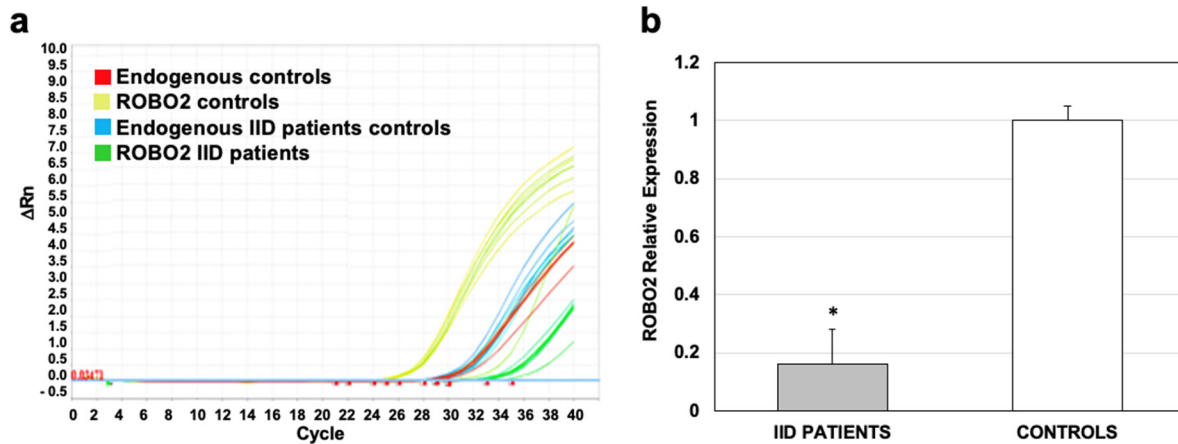 a
10.0
9.5
9.0
8.5
8.0
7.5
7.0
6.5
6.0
5.5
5.0
4.5
4.0
3.5
3.0
2.5
2.0
1.5
1.0
0.5
0.0
- 0.5
ΔRn
Endogenous controls
ROBO2 controls
Endogenous IID patients controls
ROBO2 IID patients
0.03473
0 2 4 6 8 10 12 14 16 18 20 22 24 26 28 30 32 34 36 38 40
Cycle
b
1.2
1
0.8
0.6
0.4
0.2
0
ROBO2 Relative Expression
*
IID PATIENTS CONTROLS